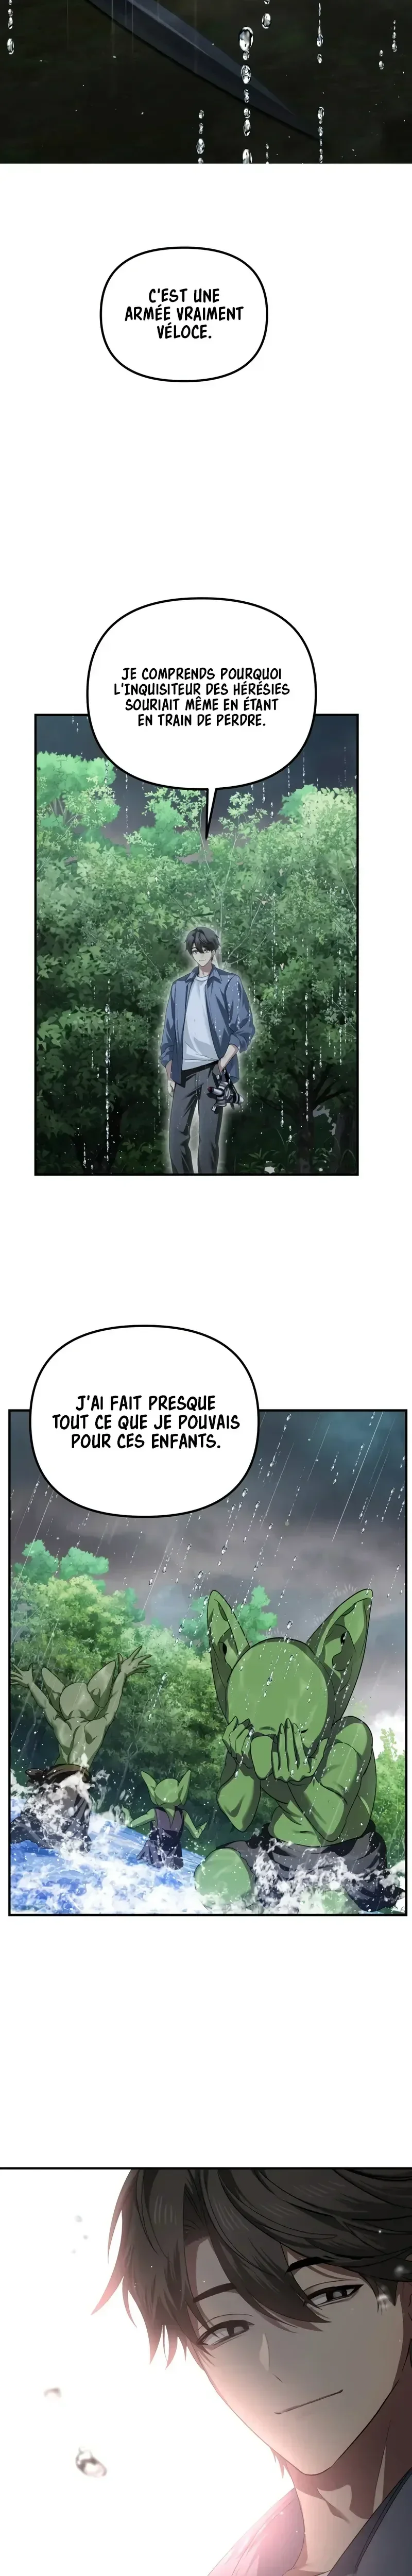 C'EST UNE
ARMÉE VRAIMENT
VÉLOCE.
JE COMPRENDS POURQUOI
L'INQUISITEUR DES HÉRÉSIES
SOURIAIT MÊME EN ÉTANT
EN TRAIN DE PERDRE.
J'AI FAIT PRESQUE
TOUT CE QUE JE POUVAIS
POUR CES ENFANTS.